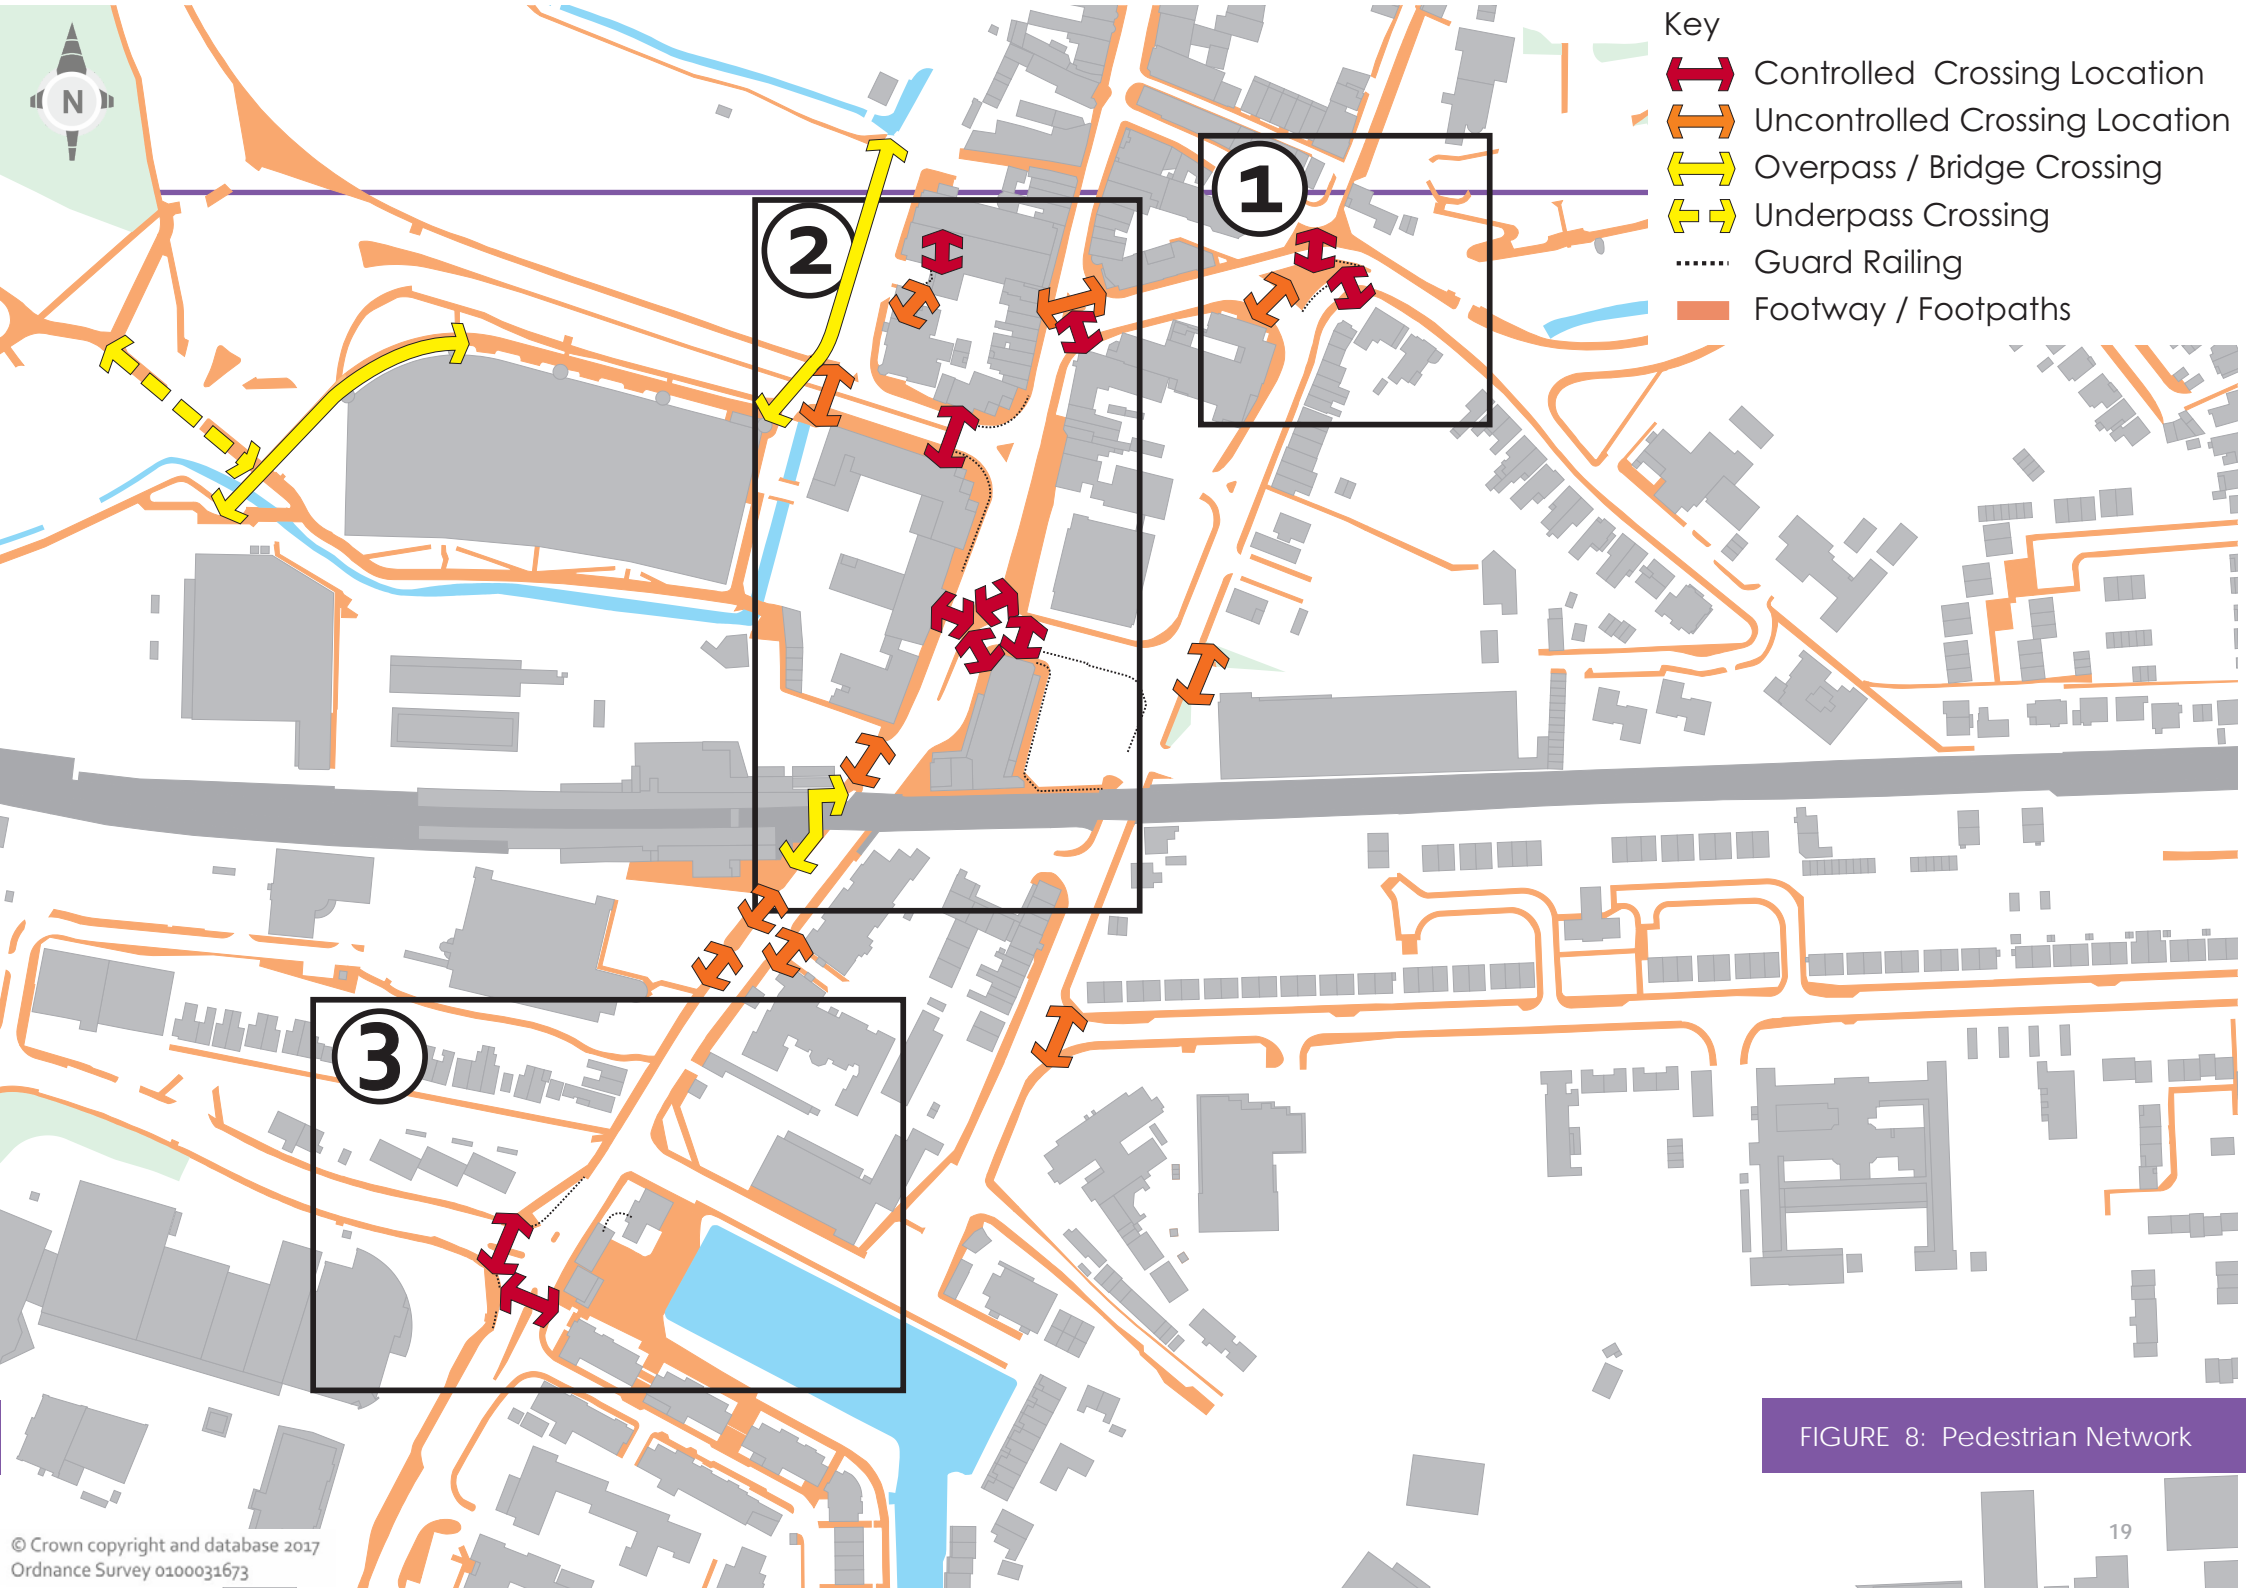 N
Key
Controlled Crossing Location
Uncontrolled Crossing Location
Overpass / Bridge Crossing
Underpass Crossing
Guard Railing
Footway / Footpaths
1
2
3
FIGURE 8: Pedestrian Network
19
© Crown copyright and database 2017
Ordnance Survey 0100031673